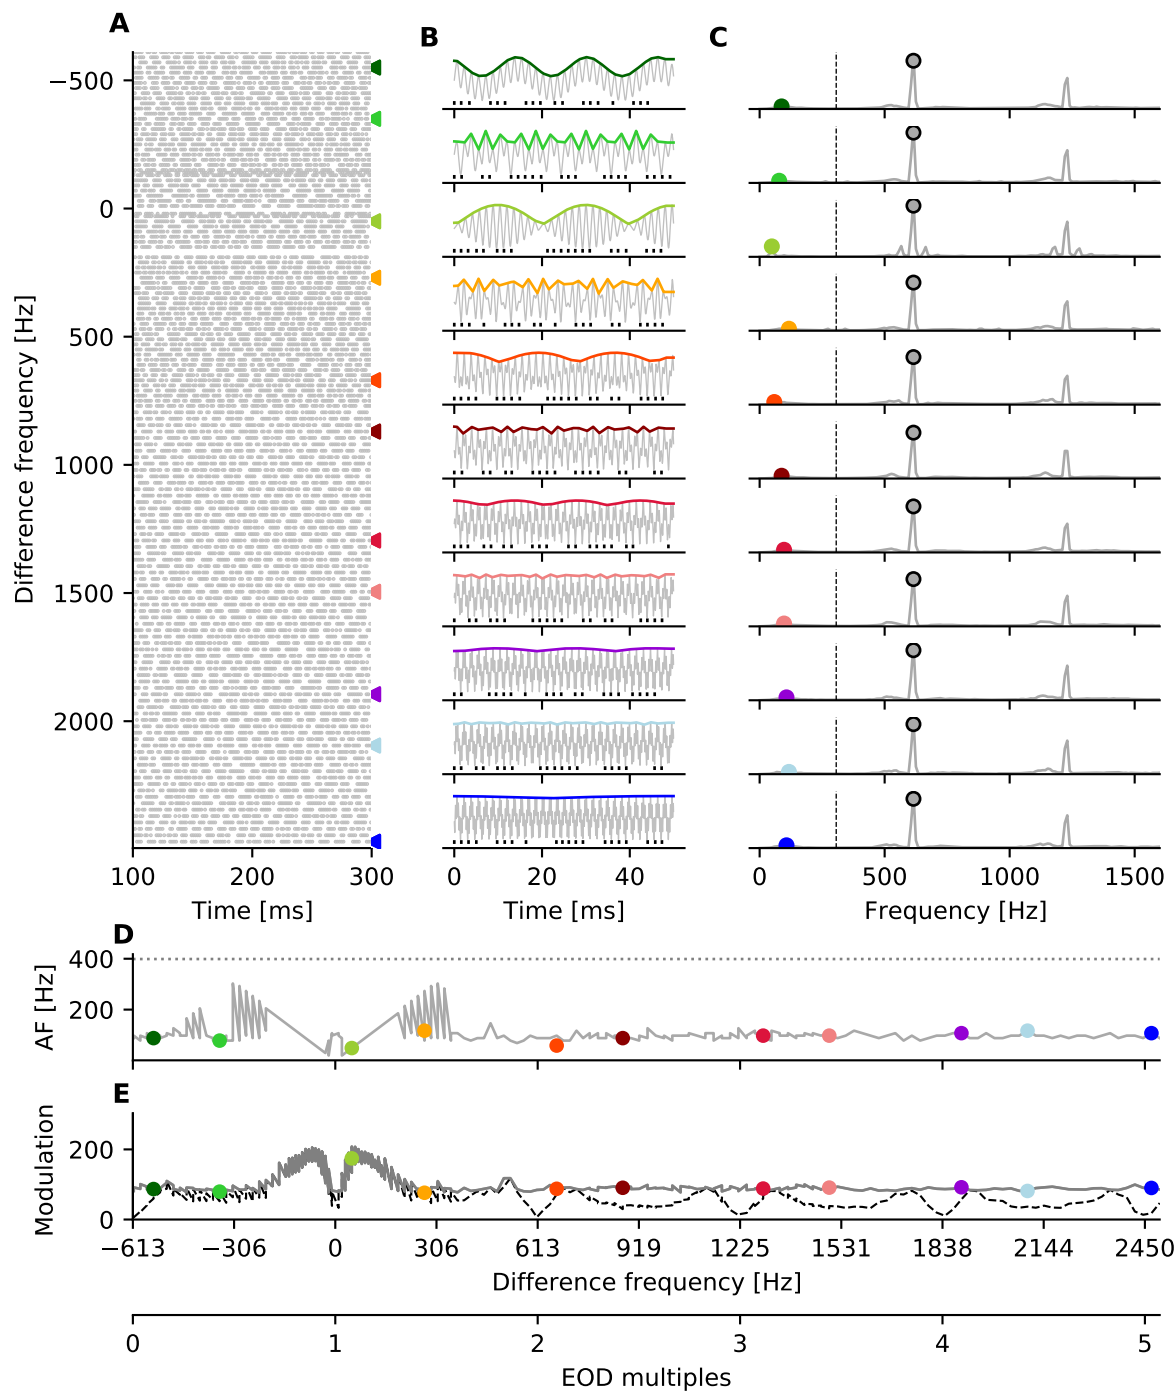 A
B
C
Difference frequency [Hz]
−500
0
500
1000
1500
2000
100 200 300
0 20 40
0 500 1000 1500
Time [ms]
Time [ms]
Frequency [Hz]
D
AF [Hz]
400
200
E
Modulation
200
0
−613 −306 0 306 613 919 1225 1531 1838 2144 2450
Difference frequency [Hz]
0 1 2 3 4 5
EOD multiples